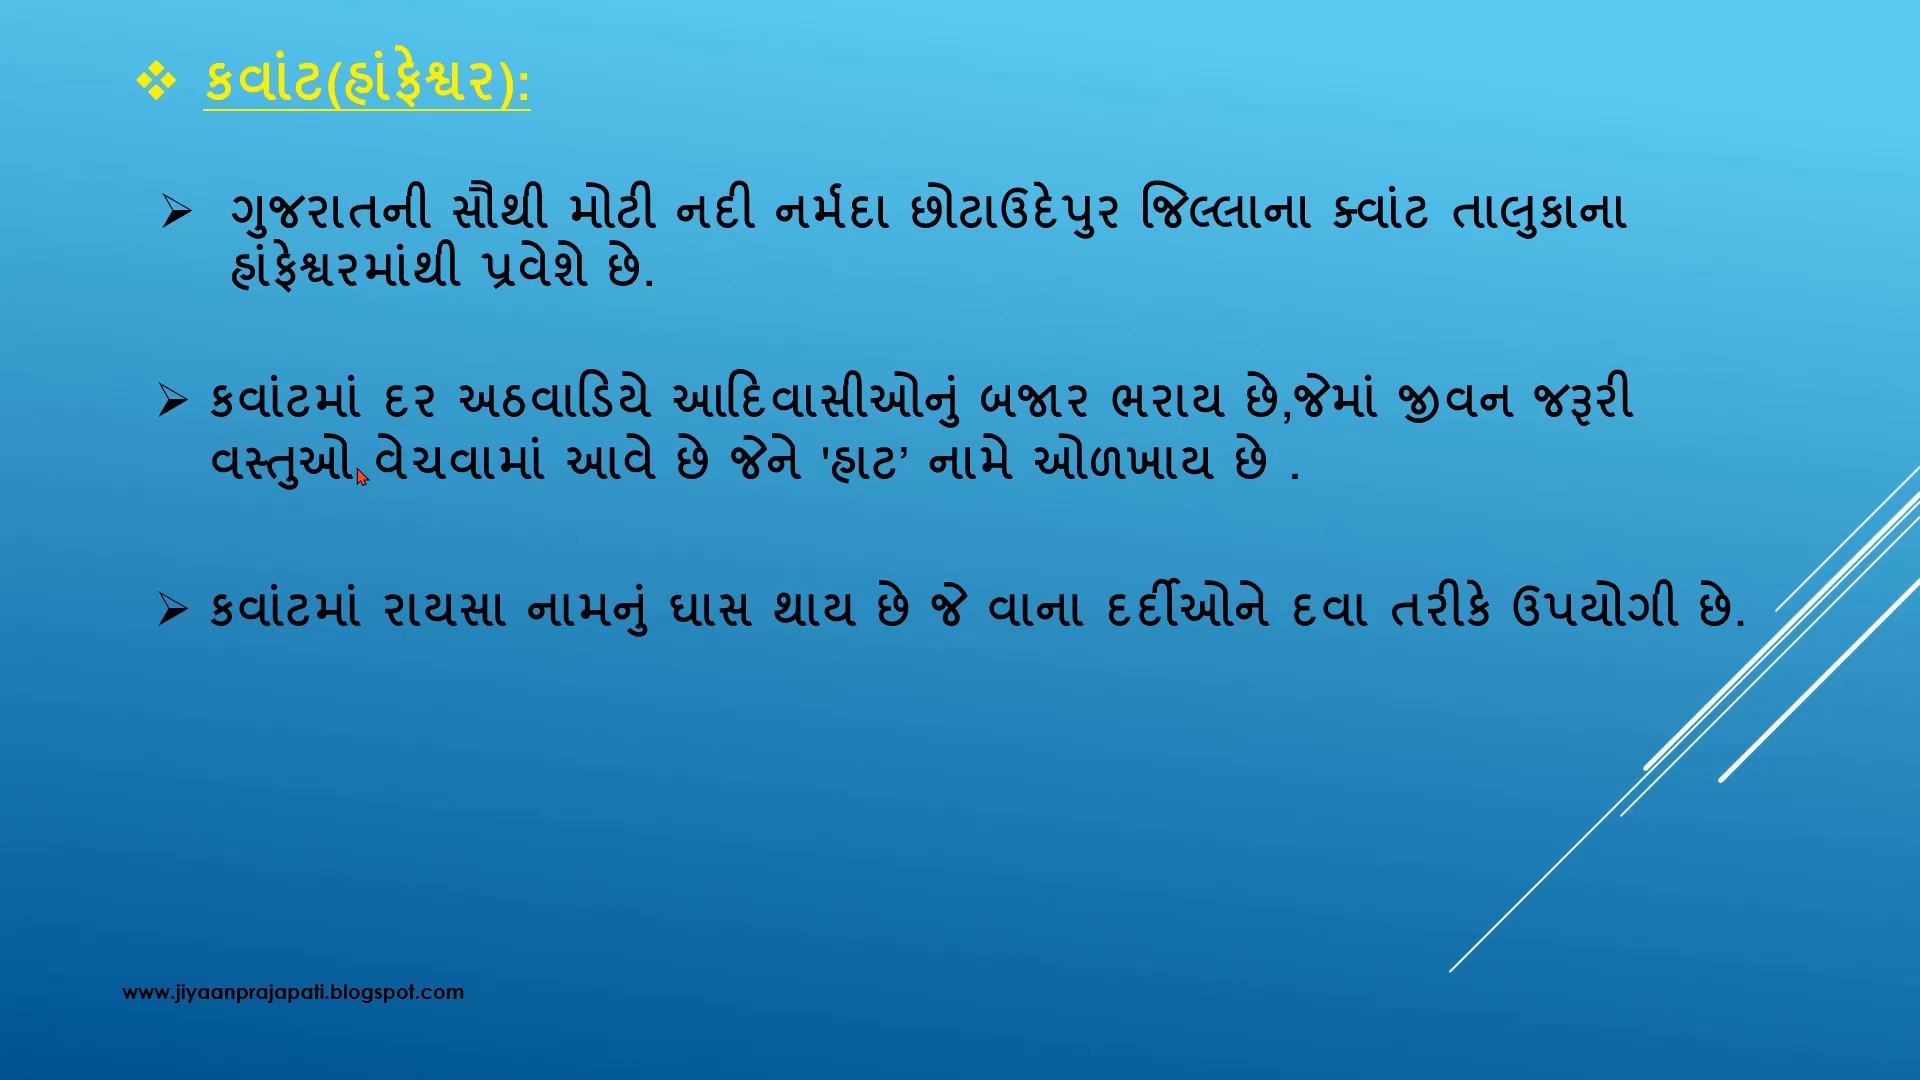 ❖ કવાંટ(હાંફેશ્વર):
➢ ગુજરાતની સૌથી મોટી નદી નર્મદા છોટાઉદેપુર જિલ્લાના ક્વાંટ તાલુકાના
હાંફેશ્વરમાંથી પ્રવેશે છે.
➢ કવાંટમાં દર અઠવાડિયે આદિવાસીઓનું બજાર ભરાય છે,જેમાં જીવન જરૂરી
વસ્તુઓ વેચવામાં આવે છે જેને 'હાટ’ નામે ઓળખાય છે .
➢ કવાંટમાં રાયસા નામનું ઘાસ થાય છે જે વાના દર્દીઓને દવા તરીકે ઉપયોગી છે.
www.jiyaanprajapati.blogspot.com